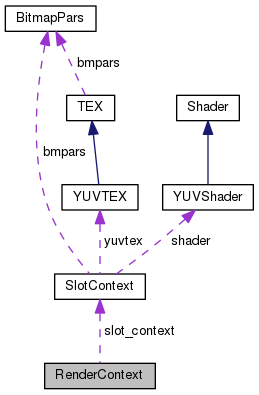 BitmapPars
bmpars
TEX
Shader
bmpars
YUVTEX
YUVShader
yuvtex
shader
SlotContext
slot_context
RenderContext